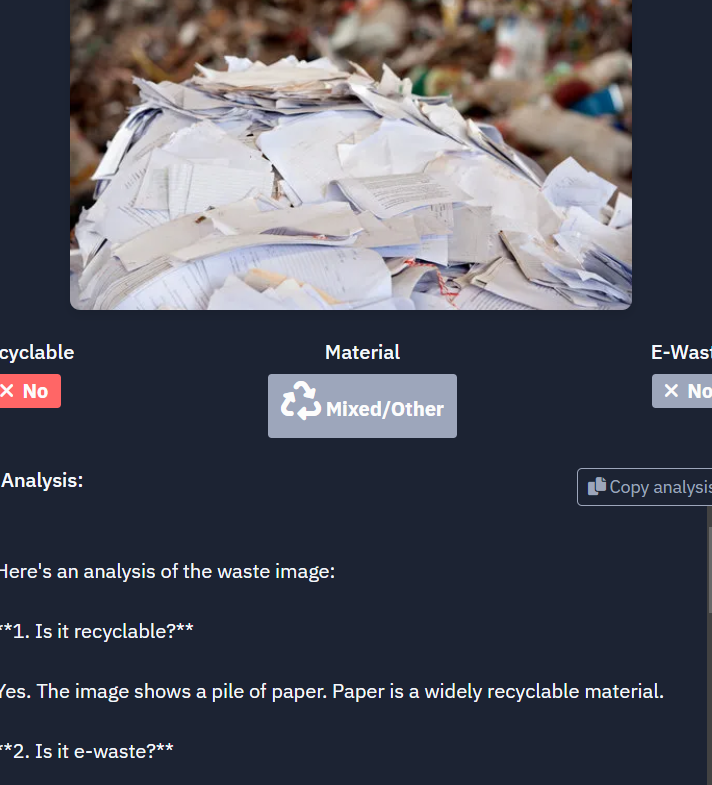 cyclable
Material
E-Wast
× No
Mixed/Other
× No
Analysis:
Copy analysis
Here's an analysis of the waste image:
**1. Is it recyclable?**
Yes. The image shows a pile of paper. Paper is a widely recyclable material.
**2. Is it e-waste?**